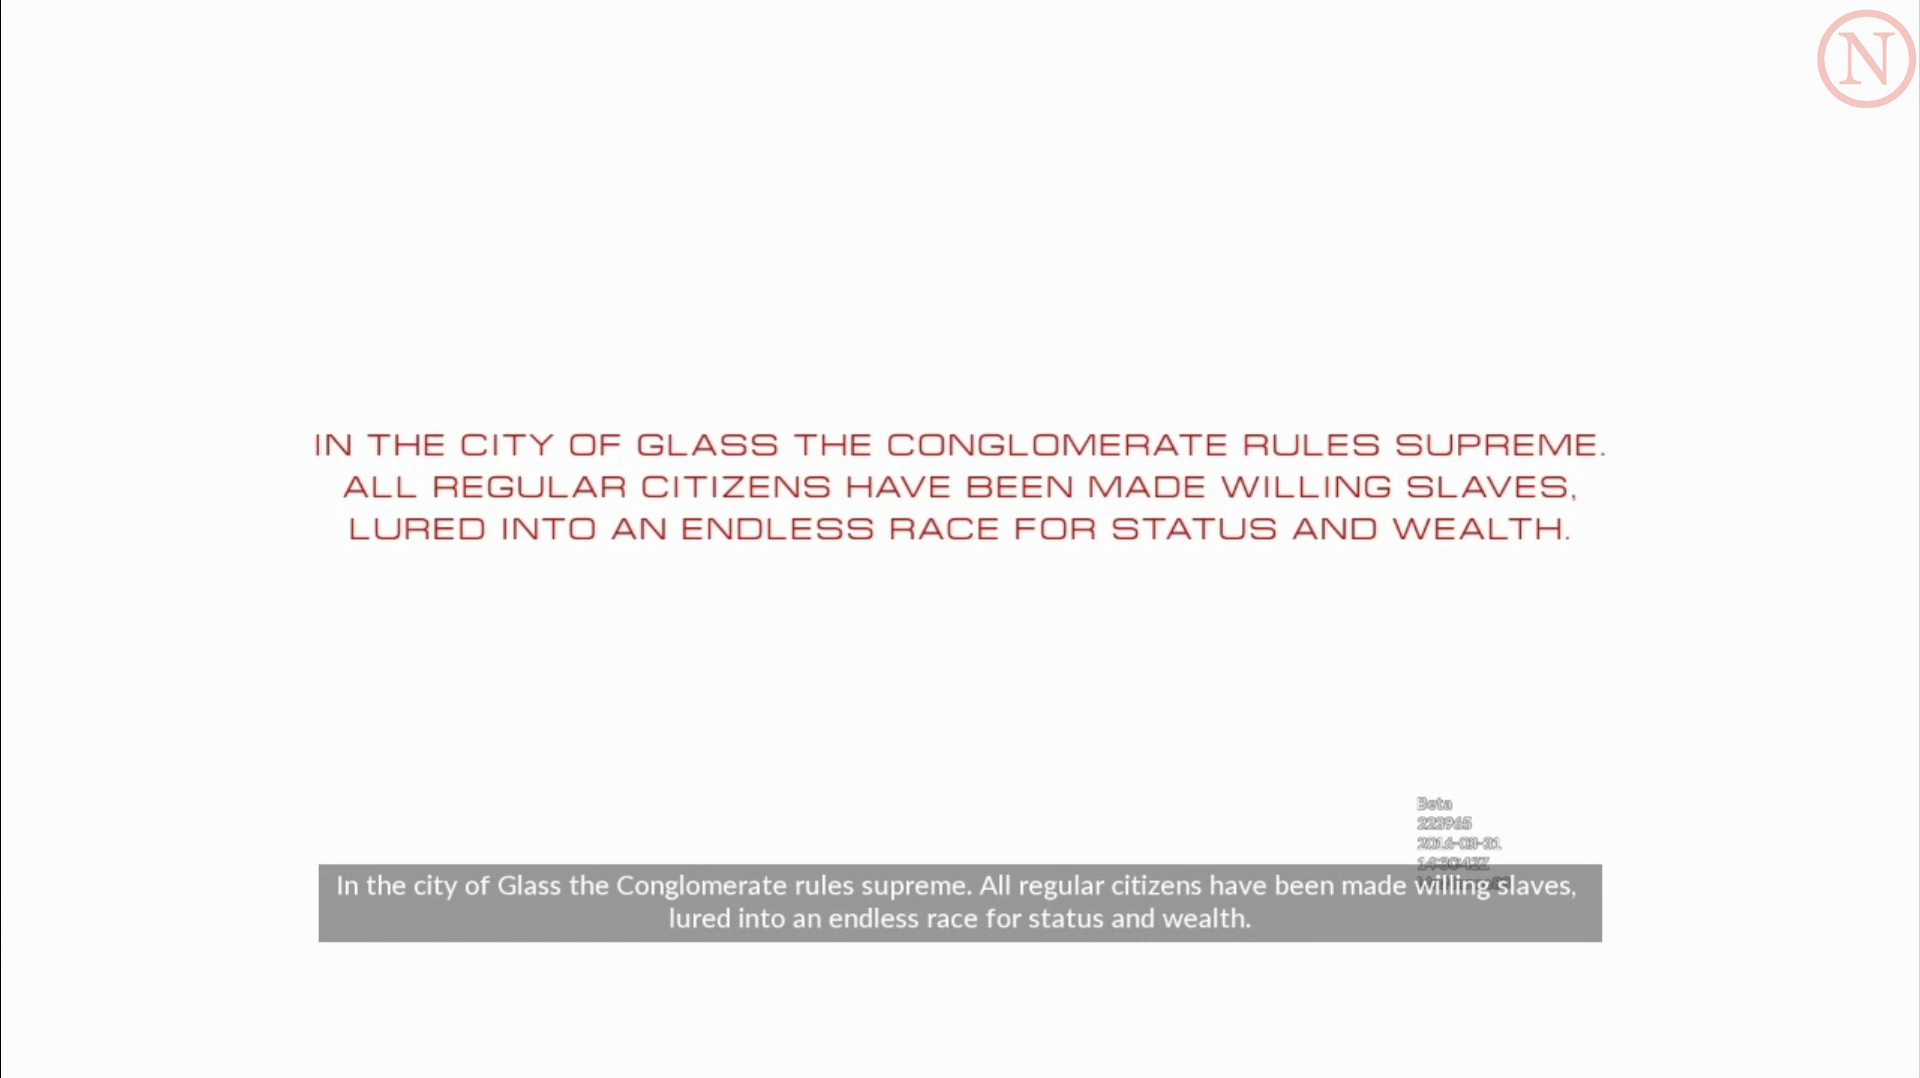 N
IN THE CITY OF GLASS THE CONGLOMERATE RULES SUPREME.
ALL REGULAR CITIZENS HAVE BEEN MADE WILLING SLAVES,
LURED INTO AN ENDLESS RACE FOR STATUS AND WEALTH.
Beta
In the city of Glass the Conglomerate rules supreme. All regular citizens have been made willing slaves,
lured into an endless race for status and wealth.